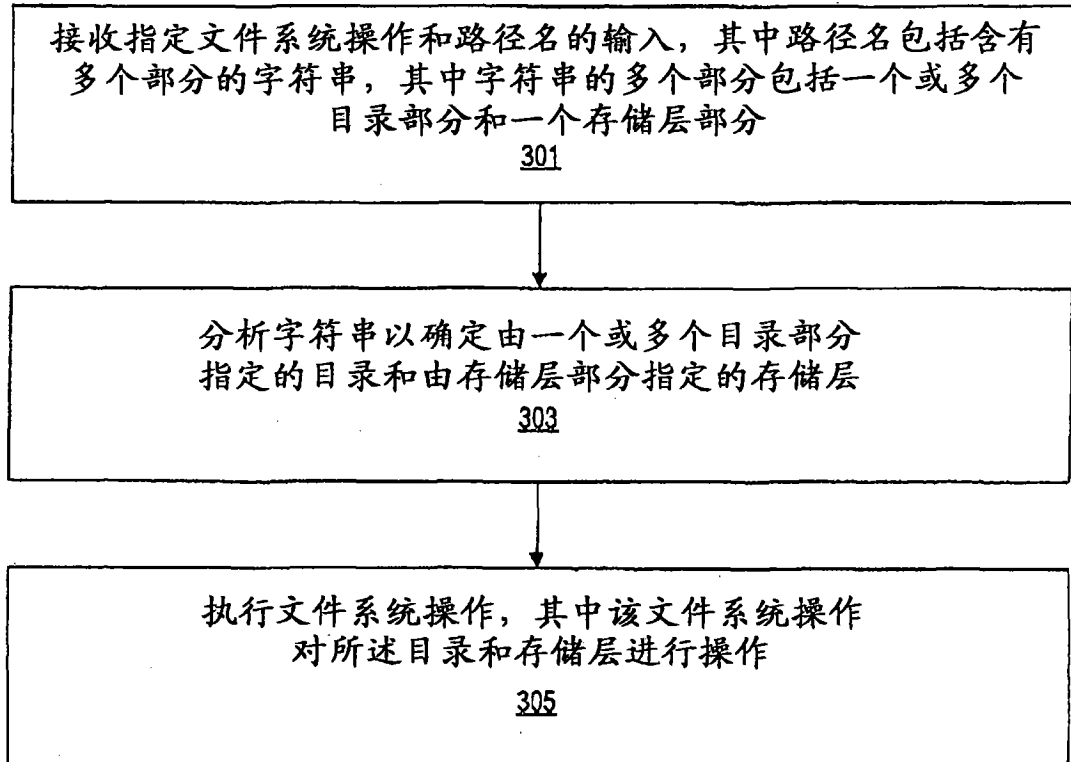 接收指定文件系统操作和路径名的输入，其中路径名包括含有
多个部分的字符串，其中字符串的多个部分包括一个或多个
目录部分和一个存储层部分
301
分析字符串以确定由一个或多个目录部分
指定的目录和由存储层部分指定的存储层
303
执行文件系统操作，其中该文件系统操作
对所述目录和存储层进行操作
305